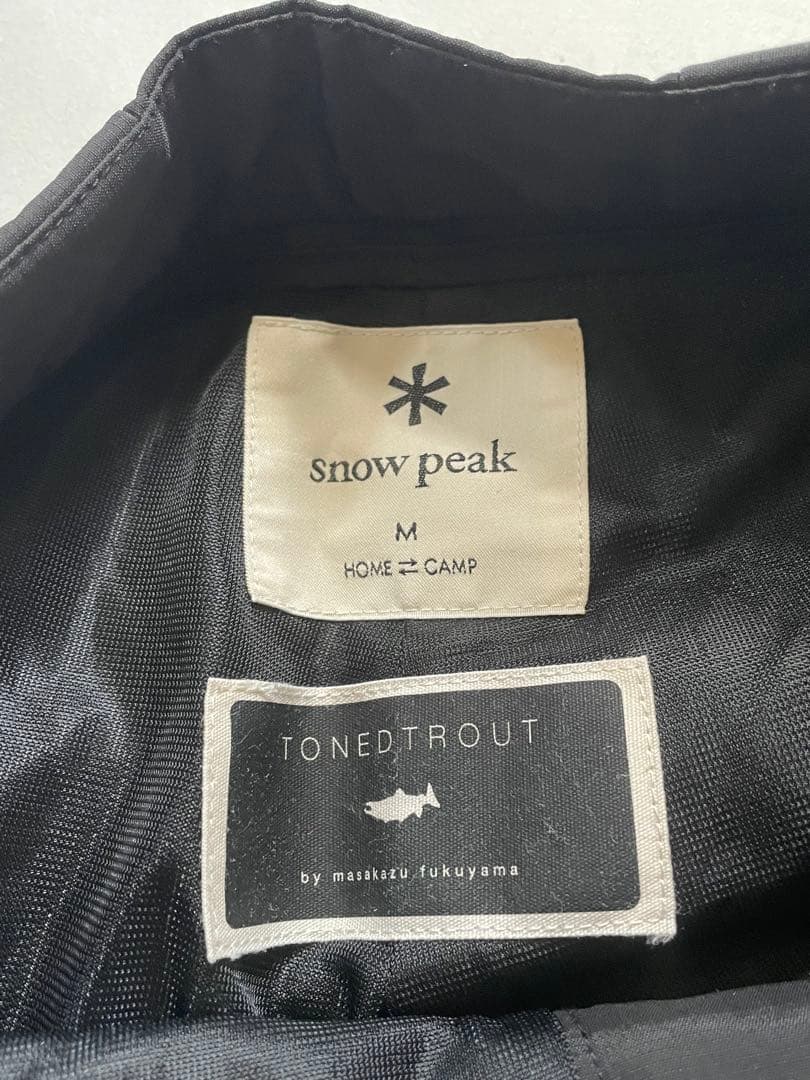 snow peak
M
HOME ⇄ CAMP
TONEDTROUT
by masakazu fukuyama